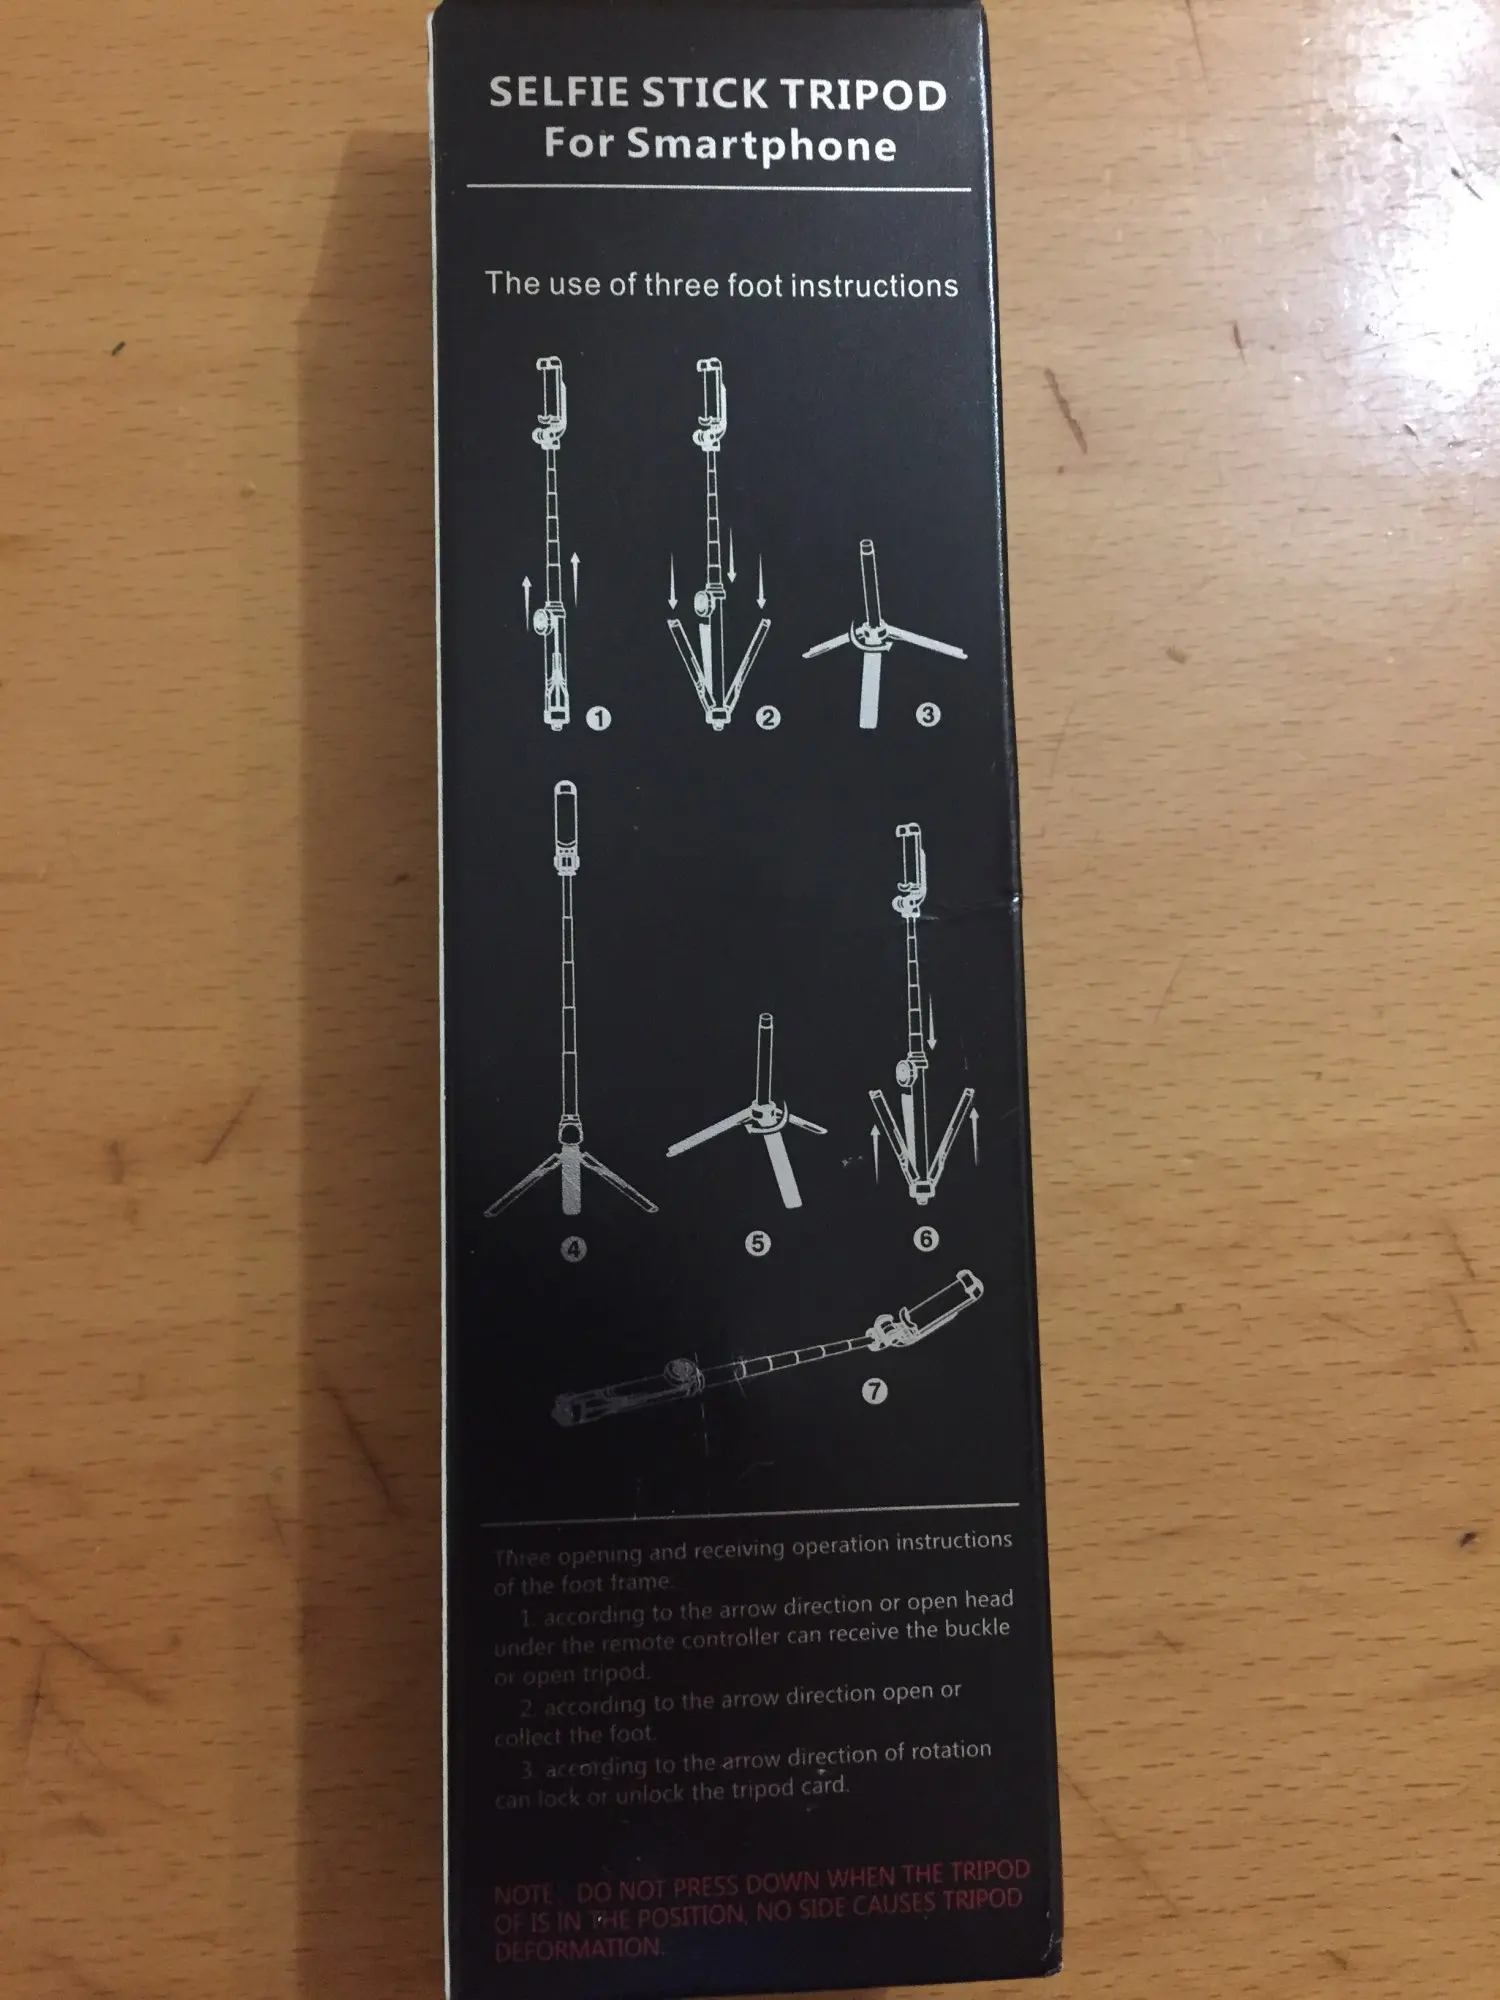 SELFIE STICK TRIPOD
For Smartphone
The use of three foot instructions
1
2
3
4
5
6
7
Three opening and receiving operation instructions
of the foot frame.
1. according to the arrow direction or open head
under the remote controller can receive the buckle
or open tripod.
2. according to the arrow direction open or
collect the foot.
3. according to the arrow direction of rotation
can lock or unlock the tripod card.
NOTE: DO NOT PRESS DOWN WHEN THE TRIPOD
OF IS IN THE POSITION, NO SIDE CAUSES TRIPOD
DEFORMATION.